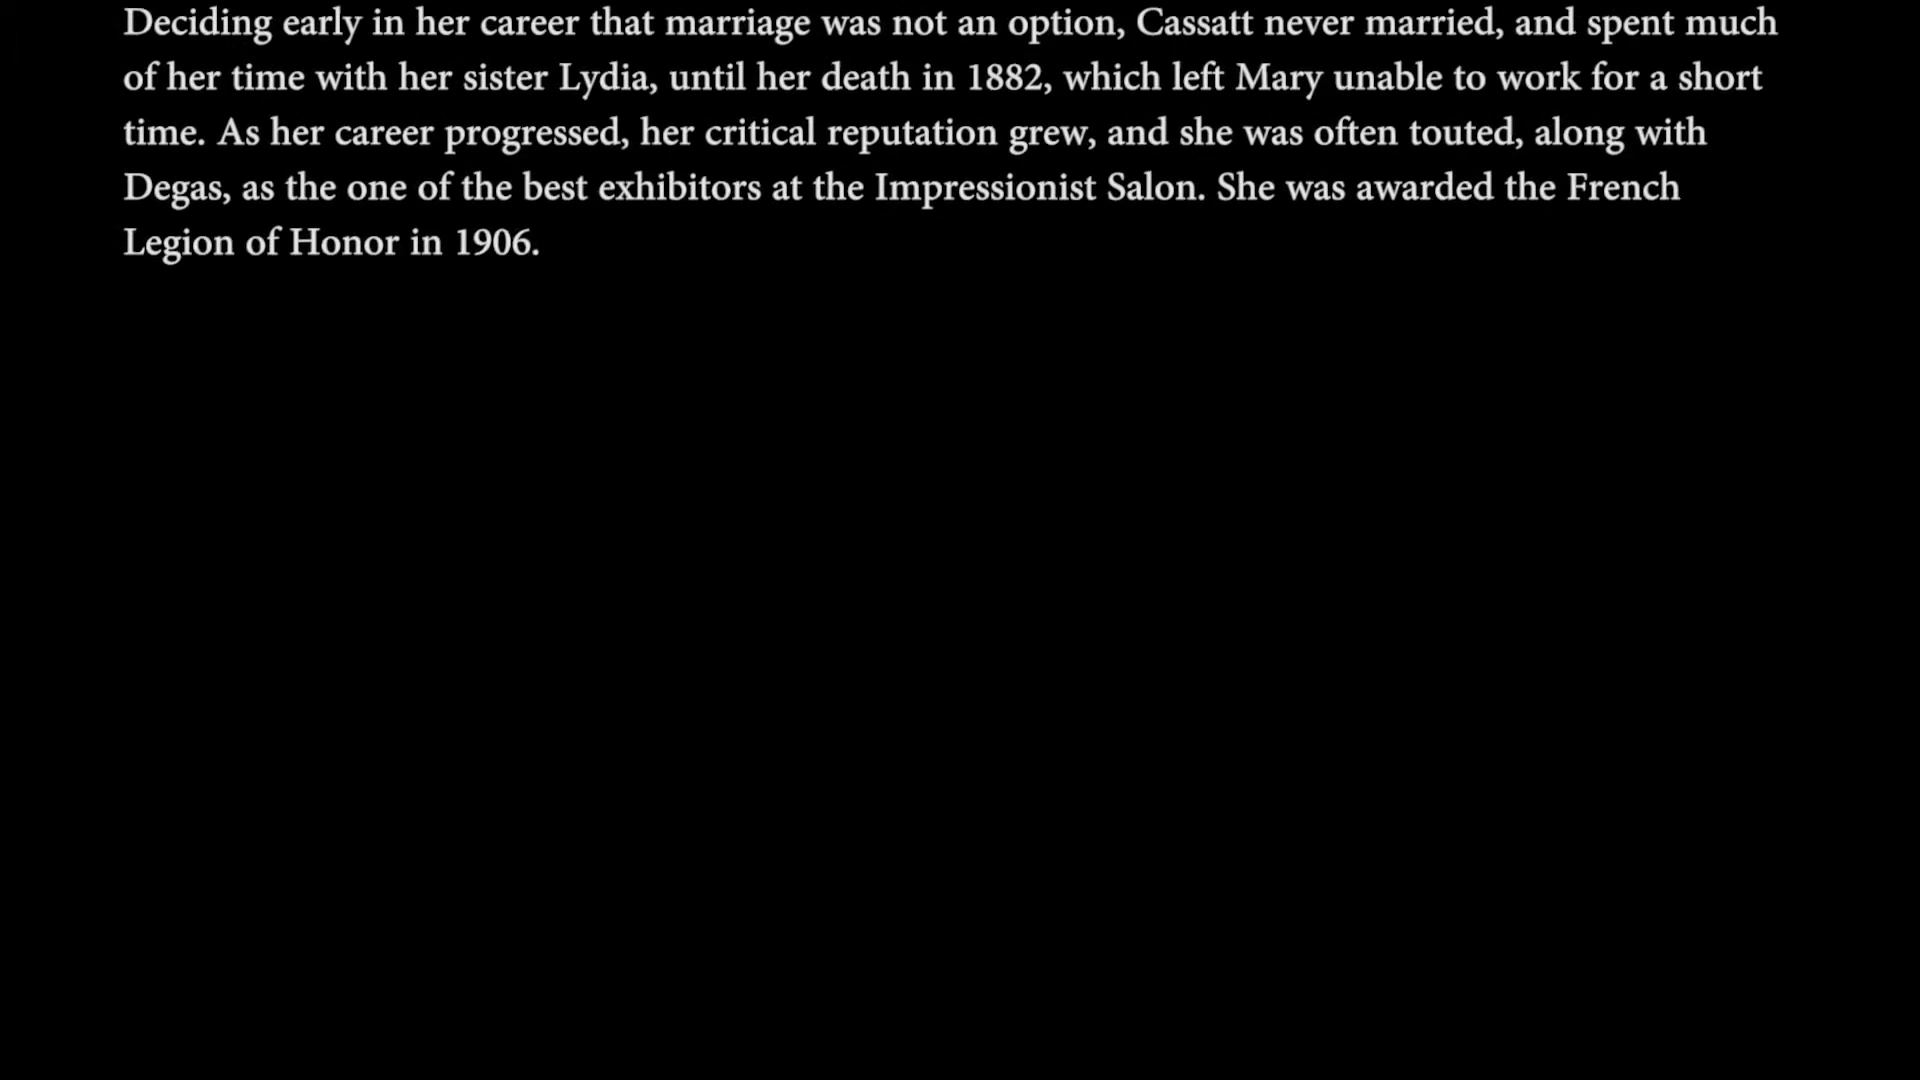 Deciding early in her career that marriage was not an option, Cassatt never married, and spent much
of her time with her sister Lydia, until her death in 1882, which left Mary unable to work for a short
time. As her career progressed, her critical reputation grew, and she was often touted, along with
Degas, as the one of the best exhibitors at the Impressionist Salon. She was awarded the French
Legion of Honor in 1906.